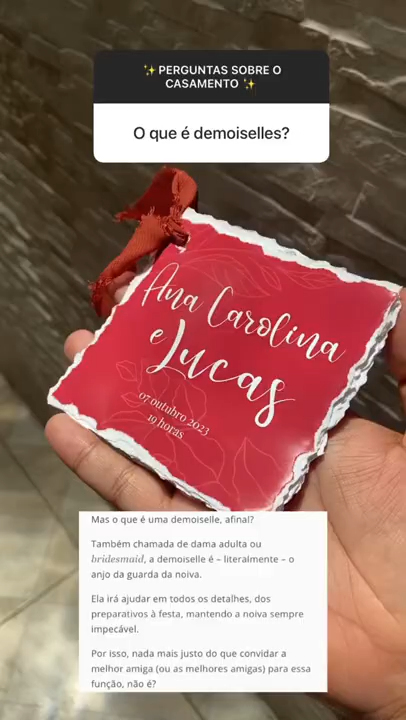 ✨PERGUNTAS SOBRE O
CASAMENTO ✨
O que é demoiselles?
Ana Carolina
e Lucas
07 outubro 2023
19 horas
Mas o que é uma demoiselle, afinal?
Também chamada de dama adulta ou
bridesmaid, a demoiselle é – literalmente – o
anjo da guarda da noiva.
Ela irá ajudar em todos os detalhes, dos
preparativos à festa, mantendo a noiva sempre
impecável.
Por isso, nada mais justo do que convidar a
melhor amiga (ou as melhores amigas) para essa
função, não é?